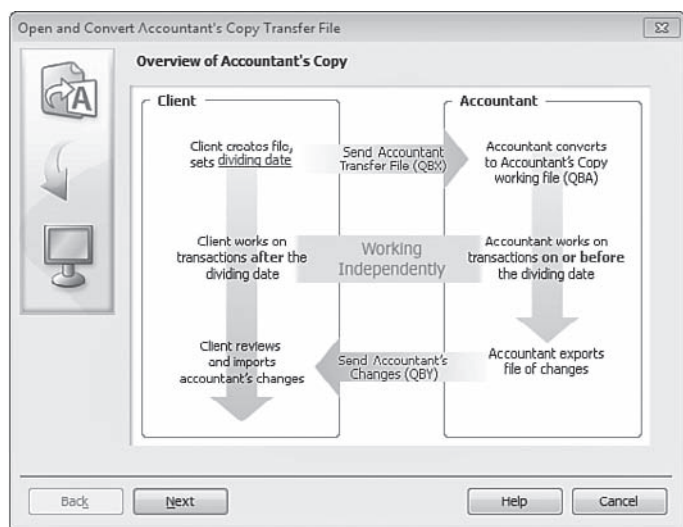 Open and Convert Accountant's Copy Transfer File
Overview of Accountant's Copy
Client
Accountant
Client creates file,
sets dividing date
Send Accountant
Transfer File (QBX)
Accountant converts
to Accountant's Copy
working file (QBA)
Client works on
transactions after the
dividing date
Working
Independently
Accountant works on
transactions on or before
the dividing date
Client reviews
and imports
accountant's changes
Send Accountant's
Changes (QBY)
Accountant exports
file of changes
Back
Next
Help
Cancel